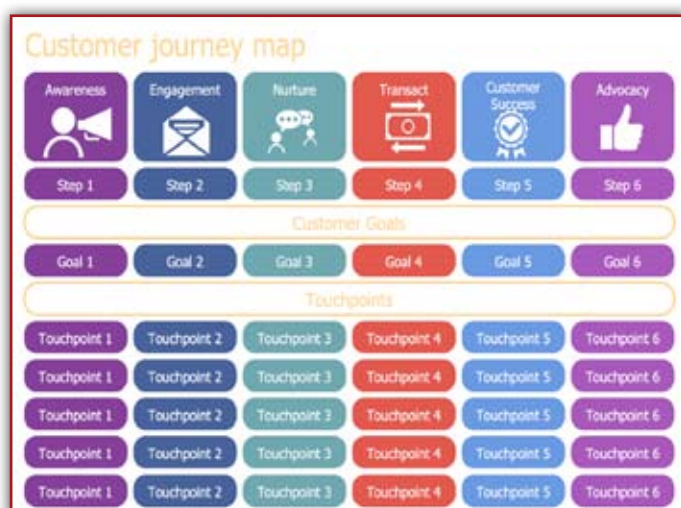 Customer journey map
Awareness Engagement Nurture Transact Customer Success Advocacy
Step 1 Step 2 Step 3 Step 4 Step 5 Step 6
Customer Goals
Goal 1 Goal 2 Goal 3 Goal 4 Goal 5 Goal 6
Touchpoints
Touchpoint 1 Touchpoint 2 Touchpoint 3 Touchpoint 4 Touchpoint 5 Touchpoint 6
Touchpoint 1 Touchpoint 2 Touchpoint 3 Touchpoint 4 Touchpoint 5 Touchpoint 6
Touchpoint 1 Touchpoint 2 Touchpoint 3 Touchpoint 4 Touchpoint 5 Touchpoint 6
Touchpoint 1 Touchpoint 2 Touchpoint 3 Touchpoint 4 Touchpoint 5 Touchpoint 6
Touchpoint 1 Touchpoint 2 Touchpoint 3 Touchpoint 4 Touchpoint 5 Touchpoint 6